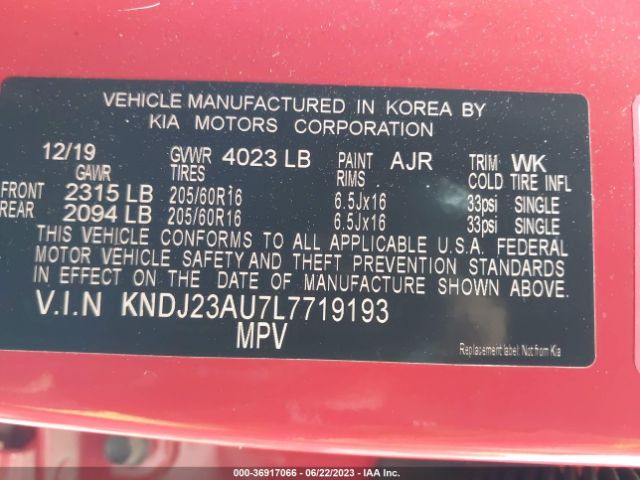 VEHICLE MANUFACTURED IN KOREA BY
KIA MOTORS CORPORATION
12/19 GVWR 4023 LB PAINT AJR TRIM WK
GAWR TIRES RIMS COLD TIRE INFL
FRONT 2315 LB 205/60R16 6.5Jx16 33psi SINGLE
REAR 2094 LB 205/60R16 6.5Jx16 33psi SINGLE
THIS VEHICLE CONFORMS TO ALL APPLICABLE U.S.A. FEDERAL
MOTOR VEHICLE SAFETY AND THEFT PREVENTION STANDARDS
IN EFFECT ON THE DATE OF MANUFACTURE SHOWN ABOVE.
V.I.N KNDJ23AU7L7719193
MPV
Replacement label: Not from Kia
000-36917066 - 06/22/2023 - IAA Inc.